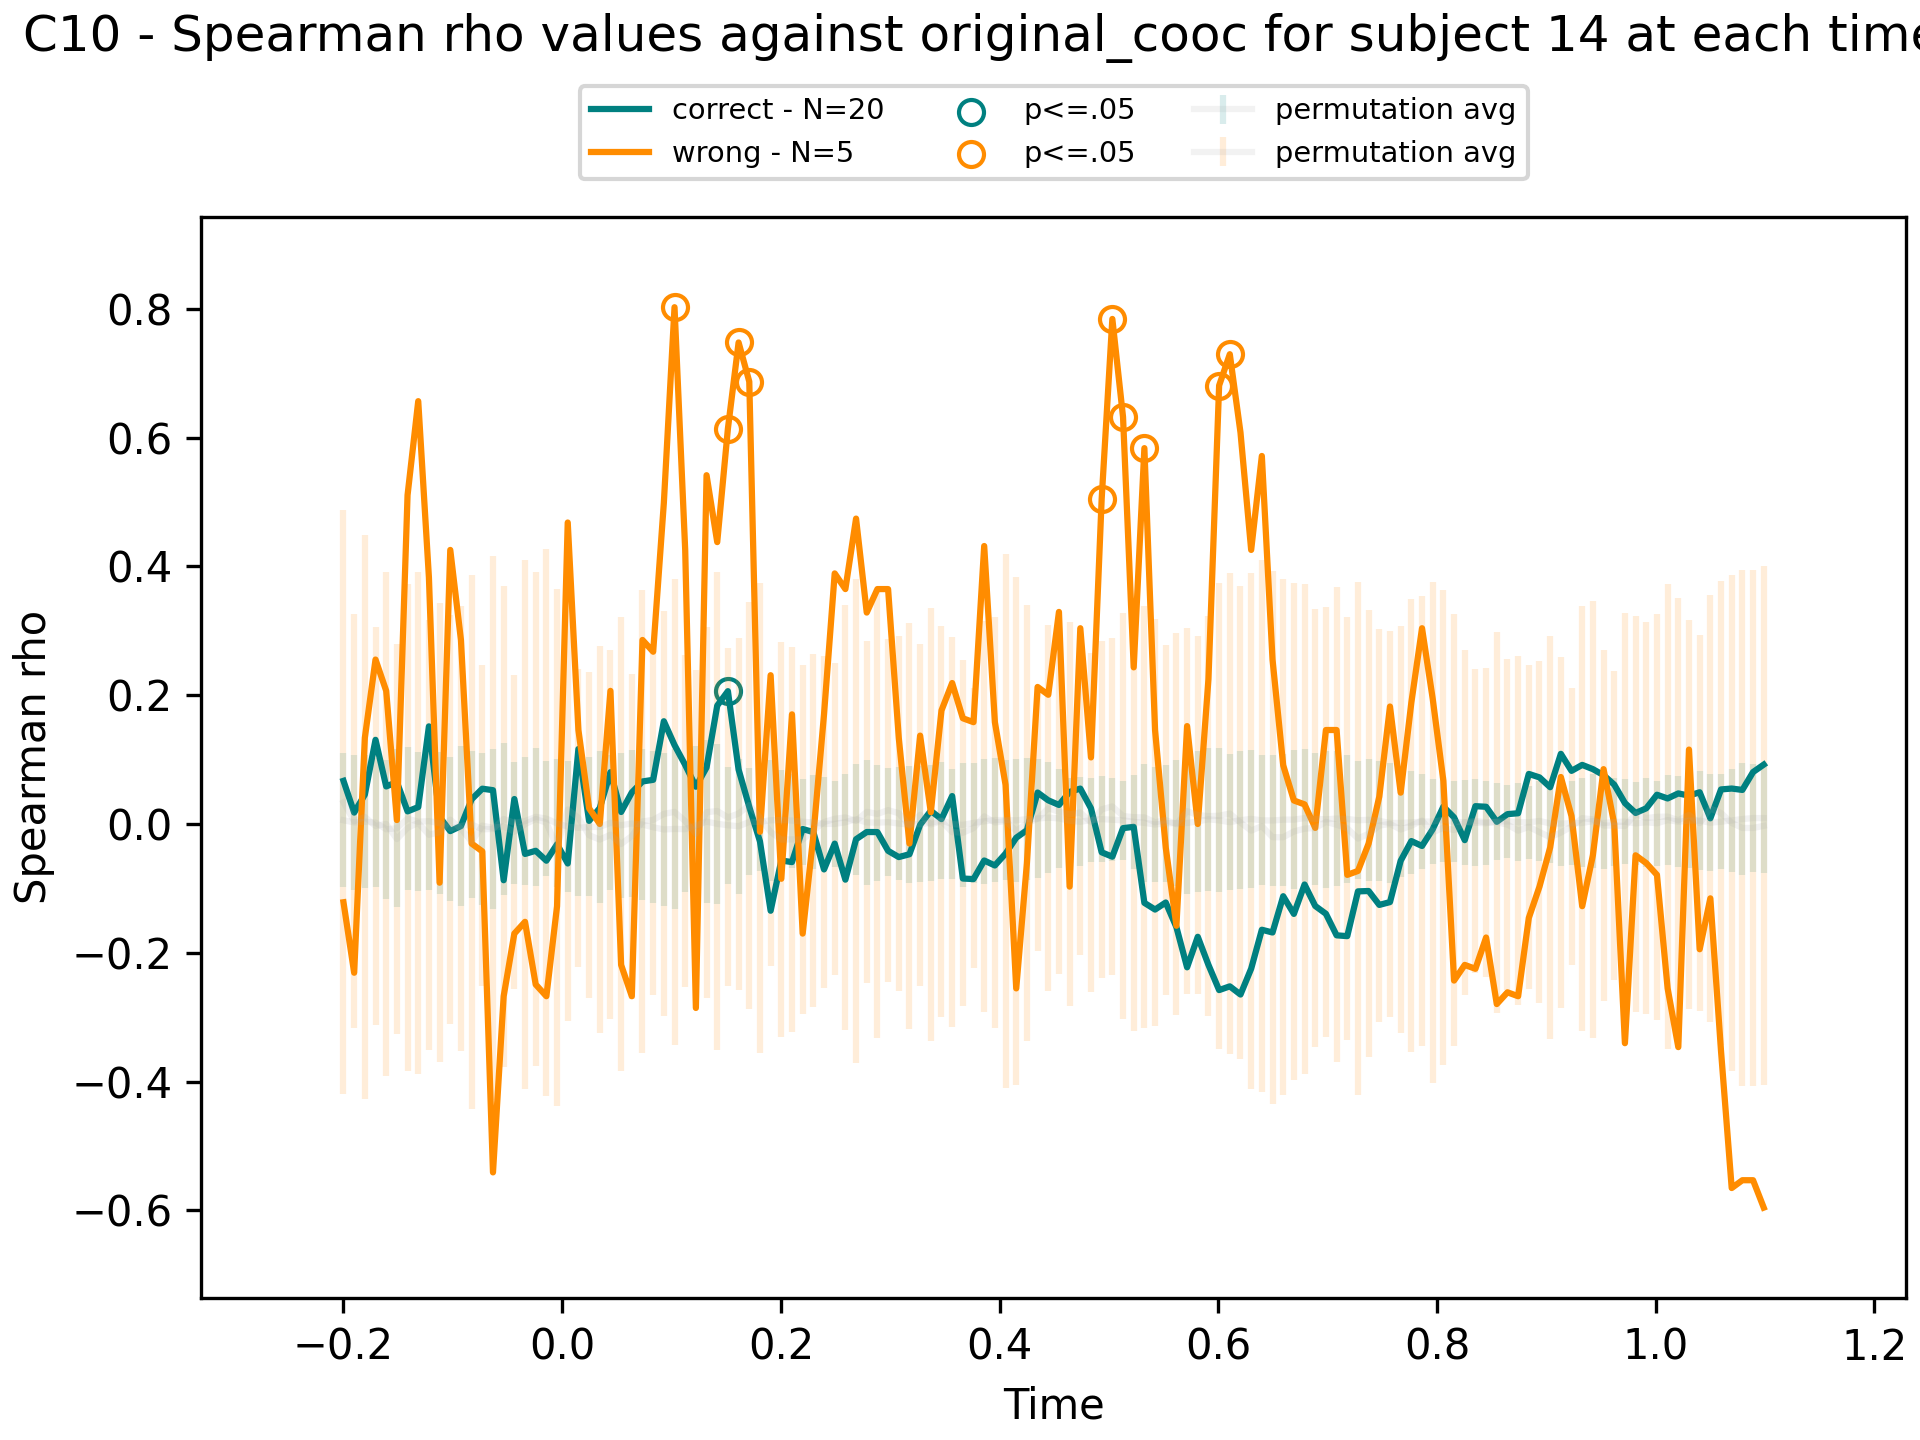 C10 - Spearman rho values against original_cooc for subject 14 at each time
correct - N=20
wrong - N=5
p<=.05
p<=.05
permutation avg
permutation avg
Spearman rho
0.8
0.6
0.4
0.2
0.0
−0.2
−0.4
−0.6
−0.2
0.0
0.2
0.4
0.6
0.8
1.0
1.2
Time